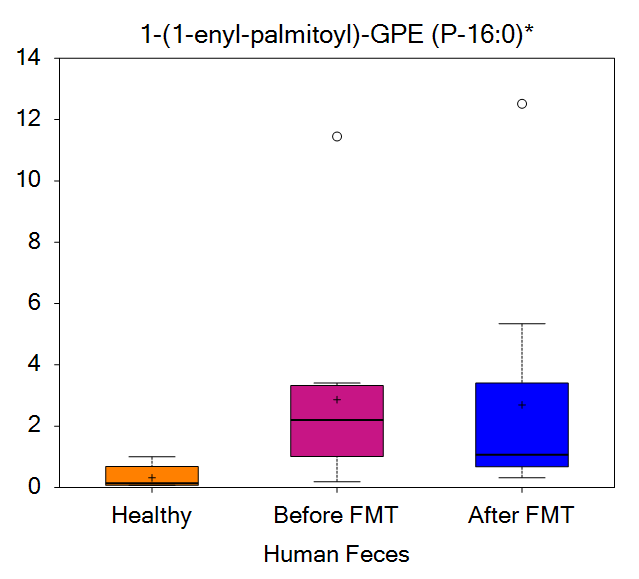 1-(1-enyl-palmitoyl)-GPE (P-16:0)*
14
12
10
8
6
4
2
0
Healthy
Before FMT
After FMT
Human Feces